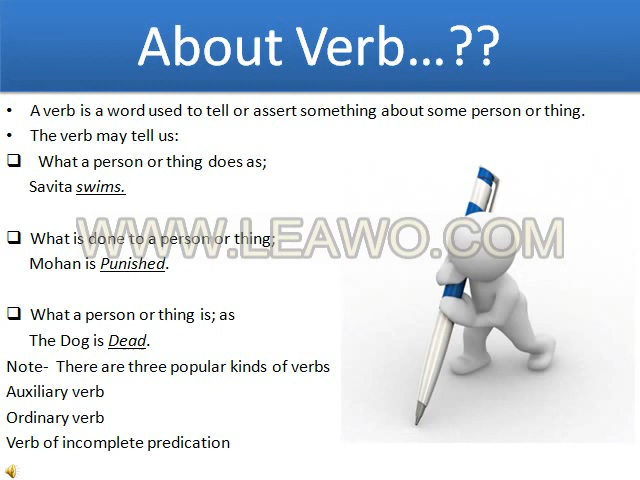 About Verb...??
• A verb is a word used to tell or assert something about some person or thing.
• The verb may tell us:
❑ What a person or thing does as;
Savita swims.
WWW.LEAWO.COM
❑ What is done to a person or thing;
Mohan is Punished.
❑ What a person or thing is; as
The Dog is Dead.
Note- There are three popular kinds of verbs
Auxiliary verb
Ordinary verb
Verb of incomplete predication